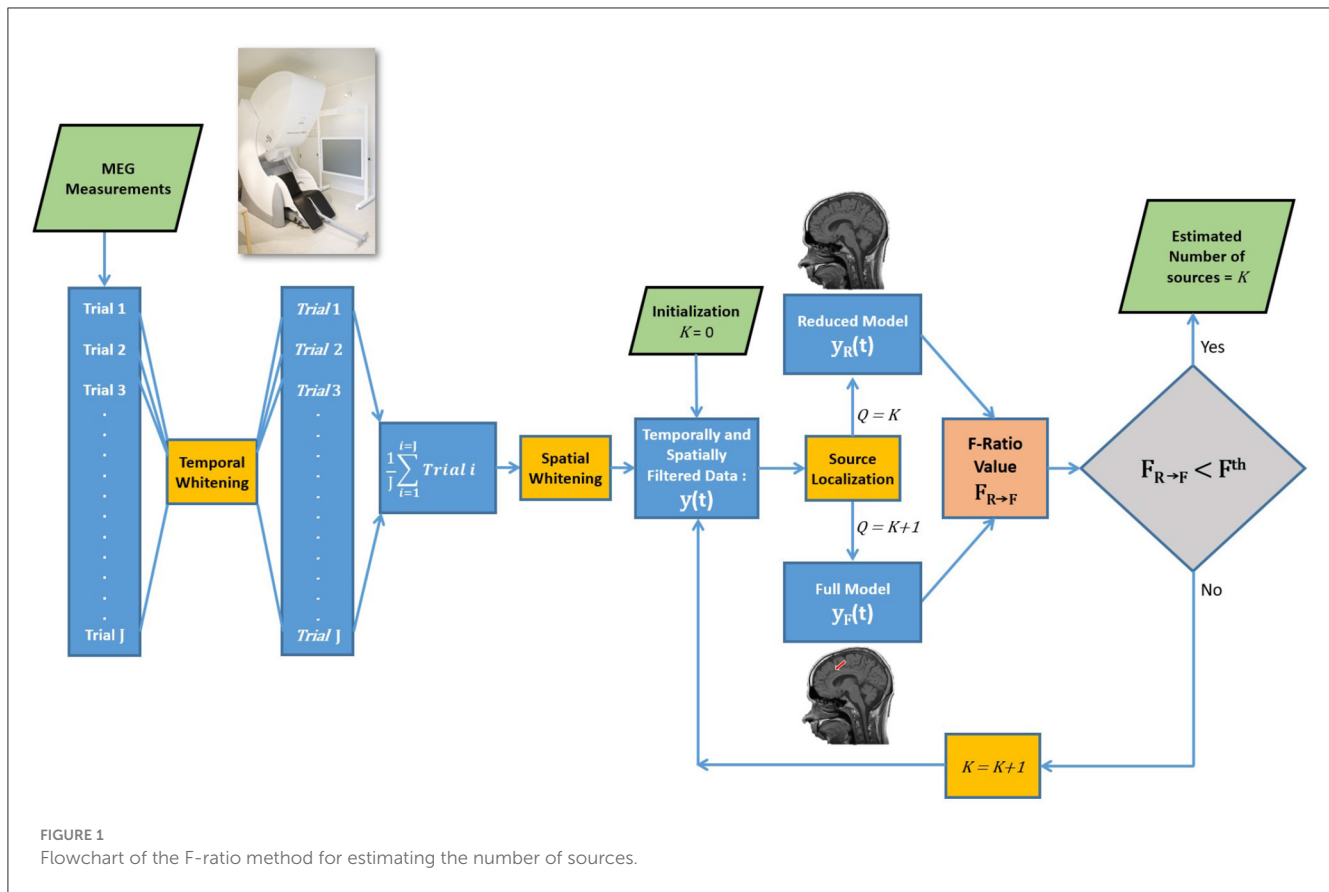 MEG
Measurements
Trial 1
Trial 2
Trial 3
.
.
.
.
.
.
.
.
.
.
Trial J
Temporal
Whitening
Trial 1
Trial 2
Trial 3
.
.
.
.
.
.
.
.
.
.
Trial J
1/J ∑_{i=1}^{i=J} Trial i
Spatial
Whitening
Initialization
K = 0
Temporally and
Spatially
Filtered Data :
y(t)
Source
Localization
Q = K
Q = K+1
Reduced Model
y_R(t)
Full Model
y_F(t)
F-Ratio
Value
F_{R→F}
F_{R→F} < F^{th}
Yes
No
Estimated
Number of
sources = K
K = K+1
FIGURE 1
Flowchart of the F-ratio method for estimating the number of sources.